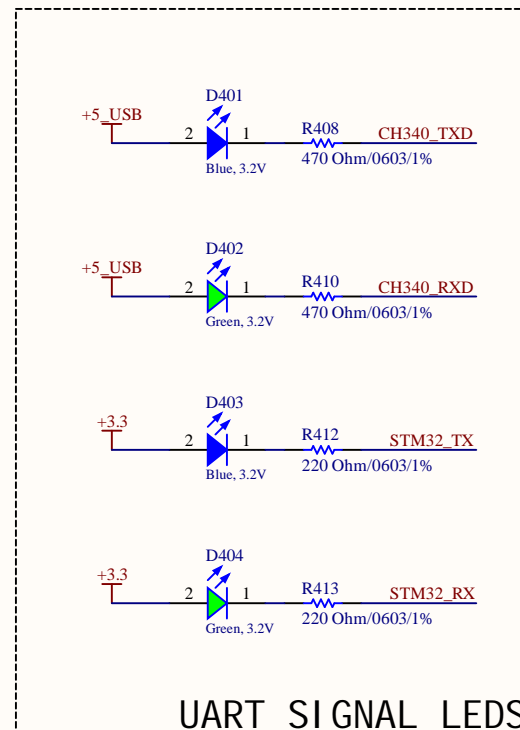 D401
+5_USB
2
1
R408
CH340_TXD
Blue, 3.2V
470 Ohm/0603/1%
D402
+5_USB
2
1
R410
CH340_RXD
Green, 3.2V
470 Ohm/0603/1%
D403
+3.3
2
1
R412
STM32_TX
Blue, 3.2V
220 Ohm/0603/1%
D404
+3.3
2
1
R413
STM32_RX
Green, 3.2V
220 Ohm/0603/1%
UART SIGNAL LEDS